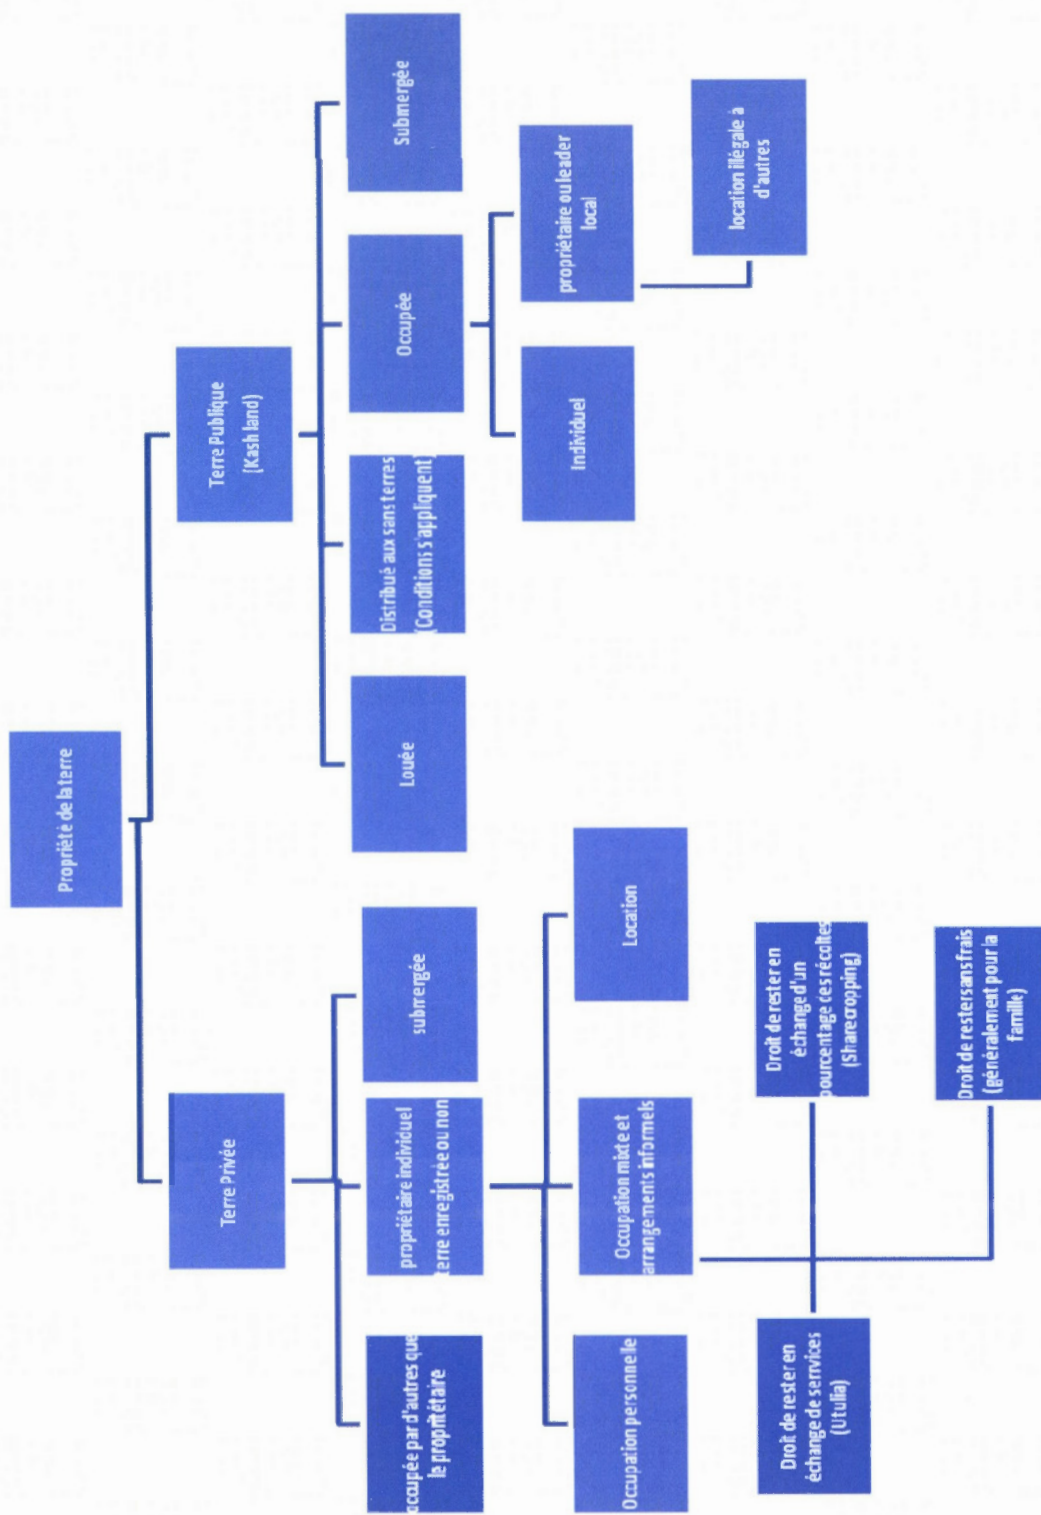 Propriété de la terre
Terre Privée
Terre Publique
(Kash land)
occupée par d'autres que
le propriétaire
propriétaire individuel
terre enregistrée ou non
submergée
Louée
Distribué aux sans terres
(Conditions s'appliquent)
Occupée
Submergée
Occupation personnelle
Occupation mixte et
arrangements informels
Location
Individuel
propriétaire ou leader
local
Droit de rester en
échange de serrvices
(Utulia)
Droit de rester en
échange d'un
pourcentage des récoltes
(Sharecropping)
location illégale à
d'autres
Droit de rester sans frais
(généralement pour la
famille)